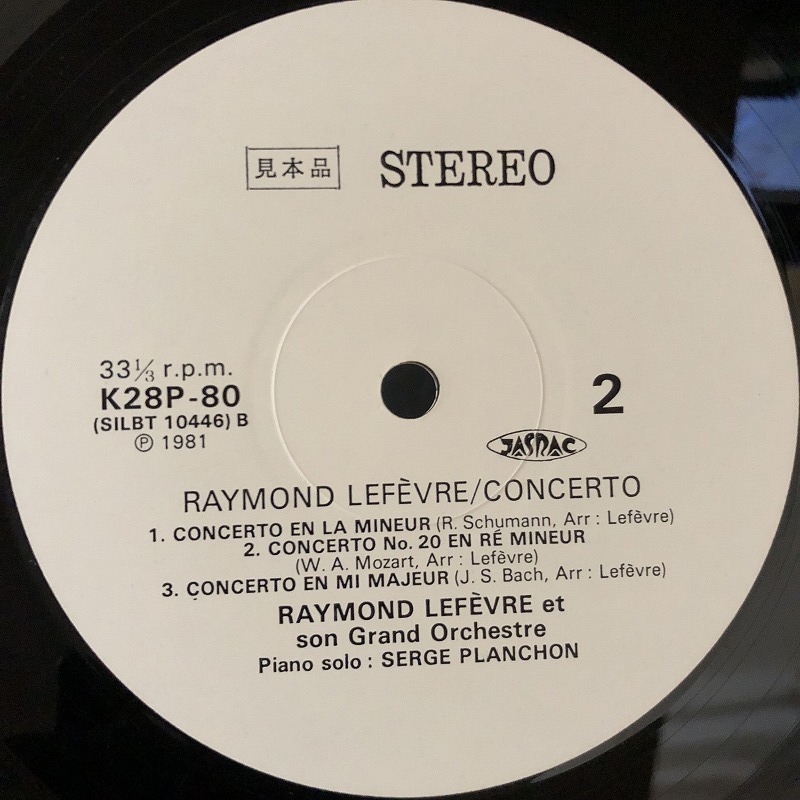 見本品 STEREO
33⅓ r.p.m.
K28P-80
(SILBT 10446) B
Ⓟ 1981
2
JASRAC
RAYMOND LEFÈVRE/CONCERTO
1. CONCERTO EN LA MINEUR (R. Schumann, Arr : Lefèvre)
2. CONCERTO No. 20 EN RÉ MINEUR
(W. A. Mozart, Arr : Lefèvre)
3. CONCERTO EN MI MAJEUR (J. S. Bach, Arr : Lefèvre)
RAYMOND LEFÈVRE et
son Grand Orchestre
Piano solo : SERGE PLANCHON